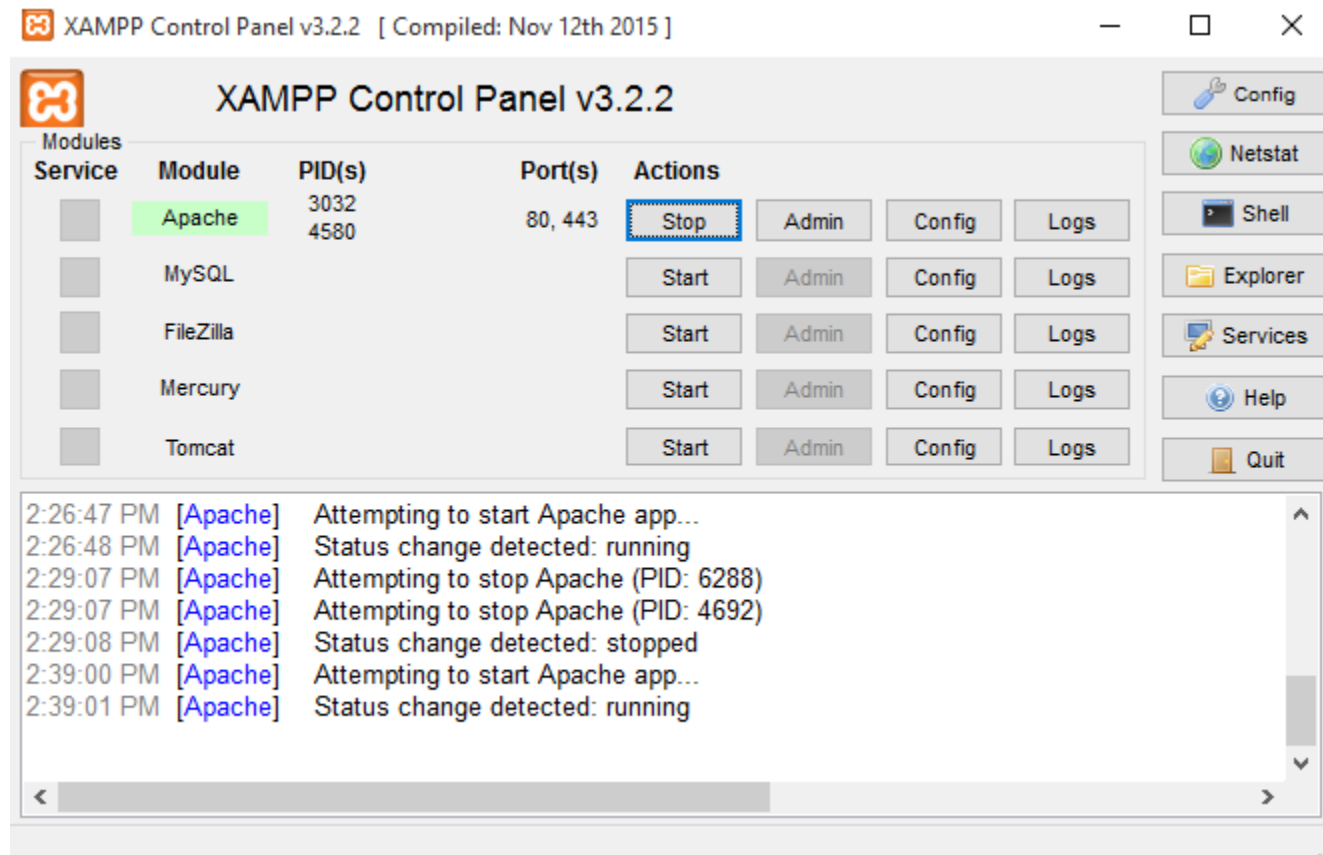 XAMPP Control Panel v3.2.2 [ Compiled: Nov 12th 2015 ]
XAMPP Control Panel v3.2.2
Config
Modules
Netstat
Service Module PID(s) Port(s) Actions
Apache 3032 4580 80, 443 Stop Admin Config Logs
Shell
MySQL Start Admin Config Logs
Explorer
FileZilla Start Admin Config Logs
Services
Mercury Start Admin Config Logs
Help
Tomcat Start Admin Config Logs
Quit
2:26:47 PM [Apache] Attempting to start Apache app...
2:26:48 PM [Apache] Status change detected: running
2:29:07 PM [Apache] Attempting to stop Apache (PID: 6288)
2:29:07 PM [Apache] Attempting to stop Apache (PID: 4692)
2:29:08 PM [Apache] Status change detected: stopped
2:39:00 PM [Apache] Attempting to start Apache app...
2:39:01 PM [Apache] Status change detected: running